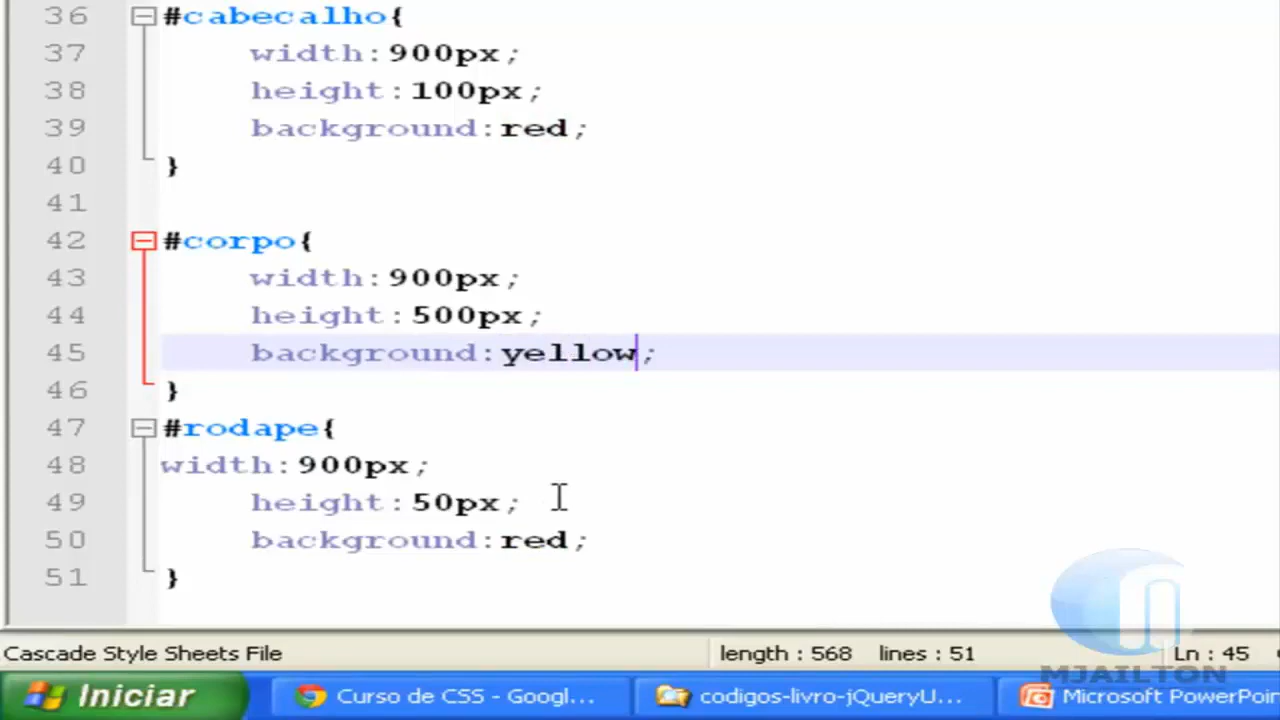 36 #cabecalho{
37 width:900px;
38 height:100px;
39 background:red;
40 }
41
42 #corpo{
43 width:900px;
44 height:500px;
45 background:yellow;
46 }
47 #rodape{
48 width:900px;
49 height:50px;
50 background:red;
51 }
MJAILTON
Cascade Style Sheets File length : 568 lines : 51 Ln : 45
Iniciar Curso de CSS - Googl... codigos-livro-jQueryU... Microsoft PowerPoin